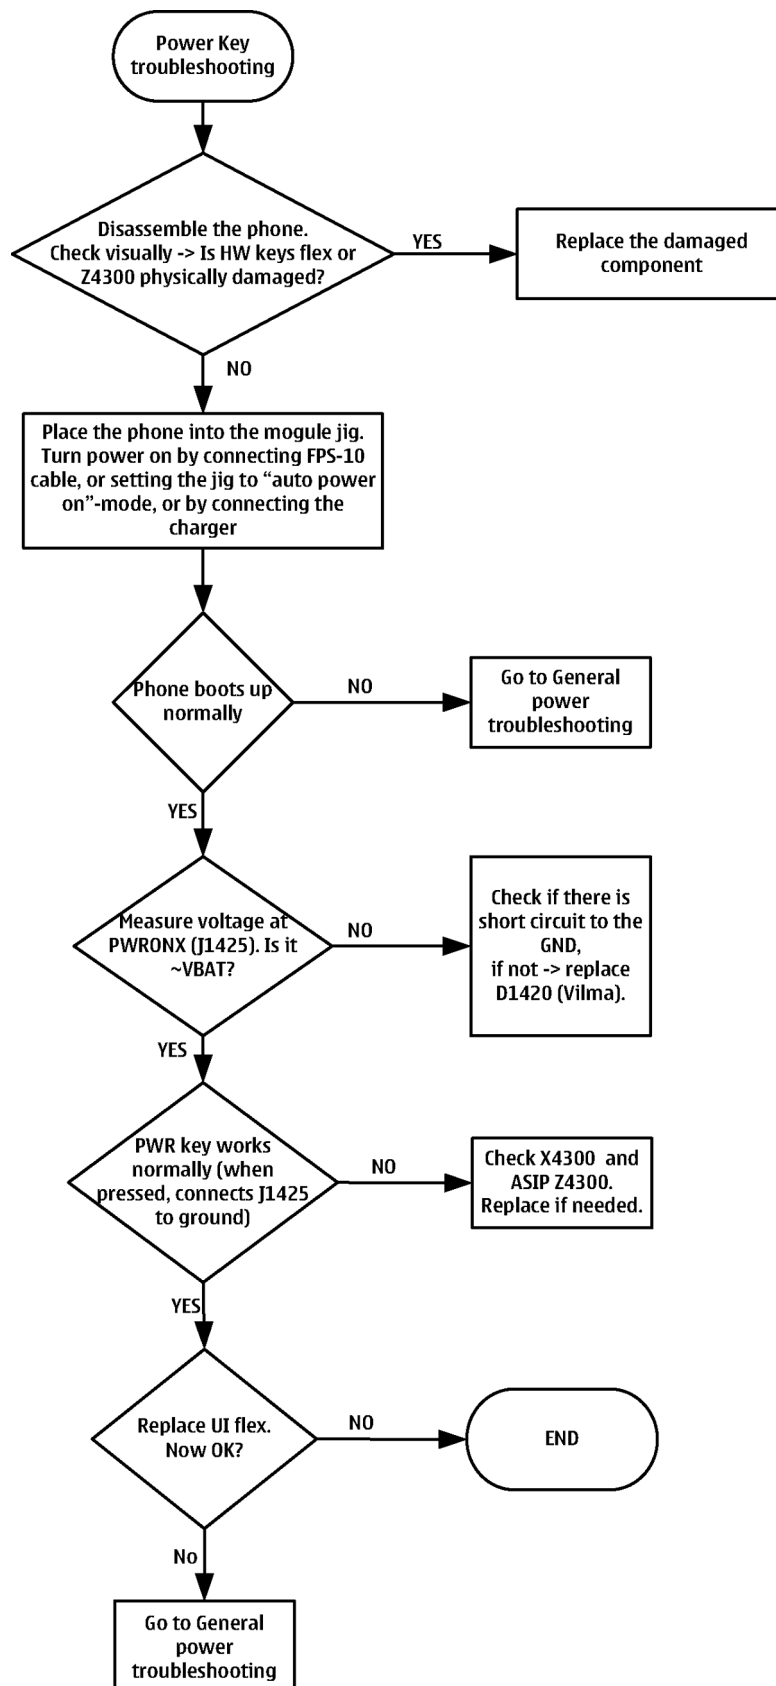 Power Key
troubleshooting
Disassemble the phone.
Check visually -> Is HW keys flex or
Z4300 physically damaged?
YES
Replace the damaged
component
NO
Place the phone into the mogule jig.
Turn power on by connecting FPS-10
cable, or setting the jig to “auto power
on”-mode, or by connecting the
charger
Phone boots up
normally
NO
Go to General
power
troubleshooting
YES
Measure voltage at
PWRONX (J1425). Is it
~VBAT?
NO
Check if there is
short circuit to the
GND,
if not -> replace
D1420 (Vilma).
YES
PWR key works
normally (when
pressed, connects J1425
to ground)
NO
Check X4300 and
ASIP Z4300.
Replace if needed.
YES
Replace UI flex.
Now OK?
NO
END
No
Go to General
power
troubleshooting